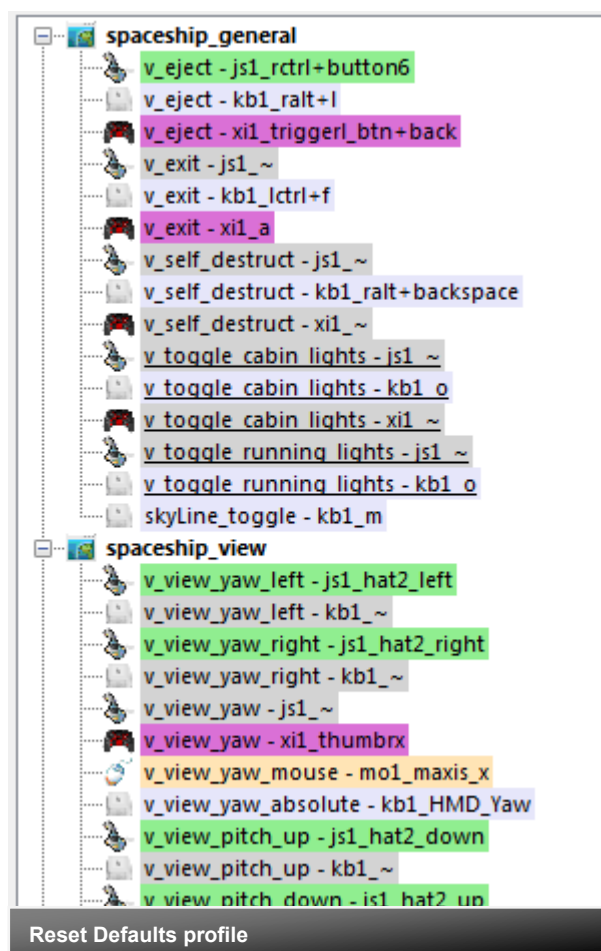 spaceship_general
v_eject - js1_rctrl+button6
v_eject - kb1_ralt+l
v_eject - xi1_triggerl_btn+back
v_exit - js1_~
v_exit - kb1_lctrl+f
v_exit - xi1_a
v_self_destruct - js1_~
v_self_destruct - kb1_ralt+backspace
v_self_destruct - xi1_~
v_toggle_cabin_lights - js1_~
v_toggle_cabin_lights - kb1_o
v_toggle_cabin_lights - xi1_~
v_toggle_running_lights - js1_~
v_toggle_running_lights - kb1_o
skyLine_toggle - kb1_m
spaceship_view
v_view_yaw_left - js1_hat2_left
v_view_yaw_left - kb1_~
v_view_yaw_right - js1_hat2_right
v_view_yaw_right - kb1_~
v_view_yaw - js1_~
v_view_yaw - xi1_thumbrx
v_view_yaw_mouse - mo1_maxis_x
v_view_yaw_absolute - kb1_HMD_Yaw
v_view_pitch_up - js1_hat2_down
v_view_pitch_up - kb1_~
v_view_pitch_down - js1_hat2_up
Reset Defaults profile